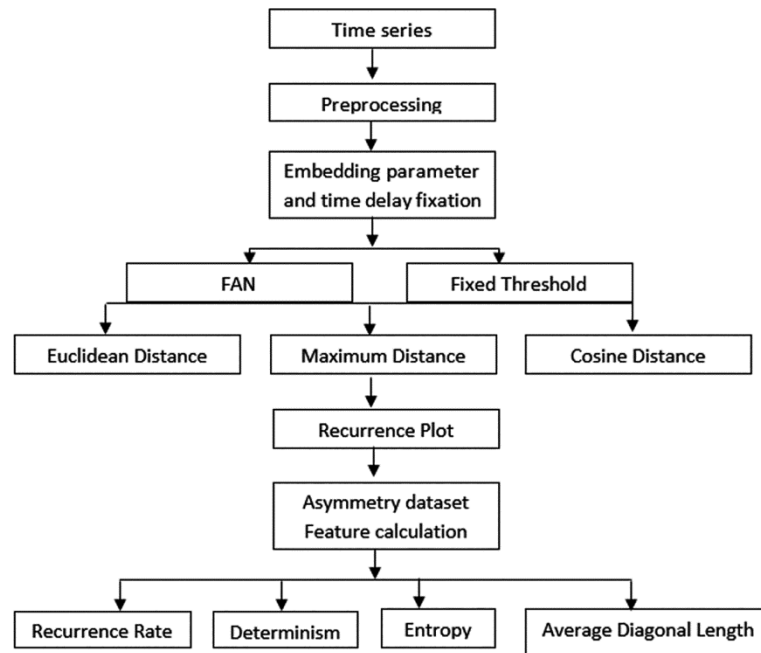 Time series
Preprocessing
Embedding parameter
and time delay fixation
FAN
Fixed Threshold
Euclidean Distance
Maximum Distance
Cosine Distance
Recurrence Plot
Asymmetry dataset
Feature calculation
Recurrence Rate
Determinism
Entropy
Average Diagonal Length